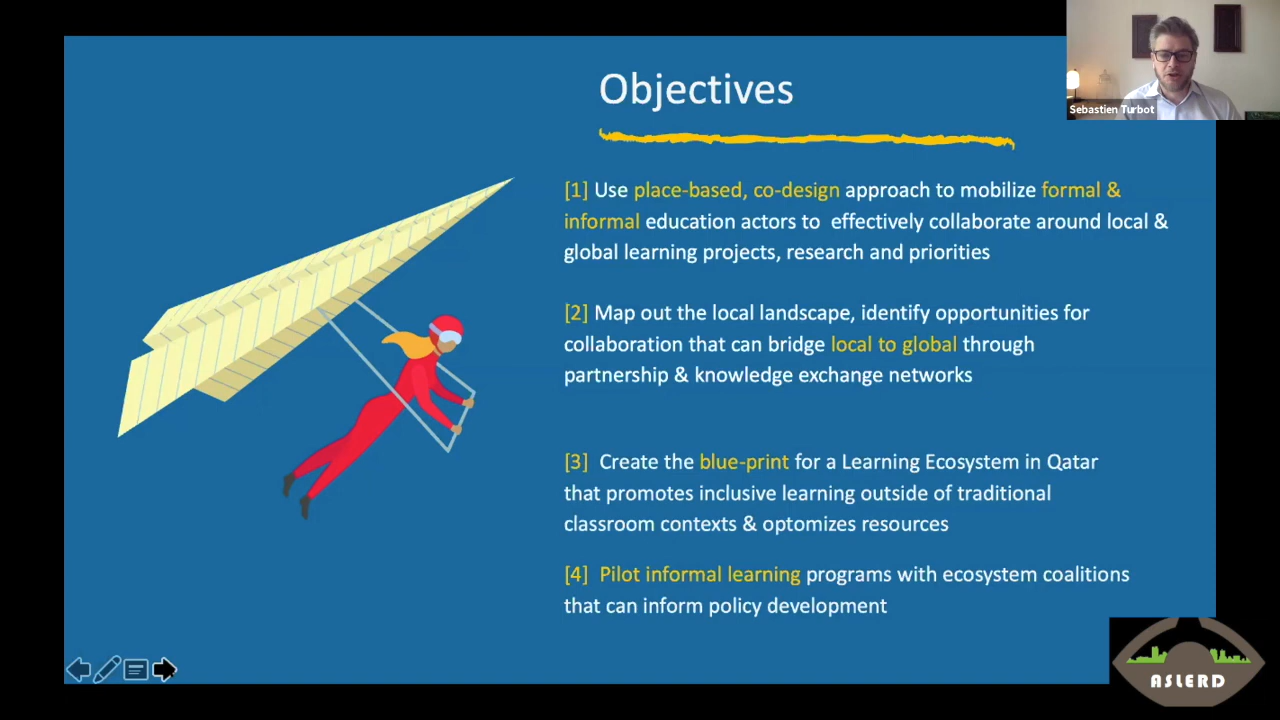 Objectives
Sebastien Turbot
[1] Use place-based, co-design approach to mobilize formal &
informal education actors to effectively collaborate around local &
global learning projects, research and priorities
[2] Map out the local landscape, identify opportunities for
collaboration that can bridge local to global through
partnership & knowledge exchange networks
[3] Create the blue-print for a Learning Ecosystem in Qatar
that promotes inclusive learning outside of traditional
classroom contexts & optomizes resources
[4] Pilot informal learning programs with ecosystem coalitions
that can inform policy development
ASLERD